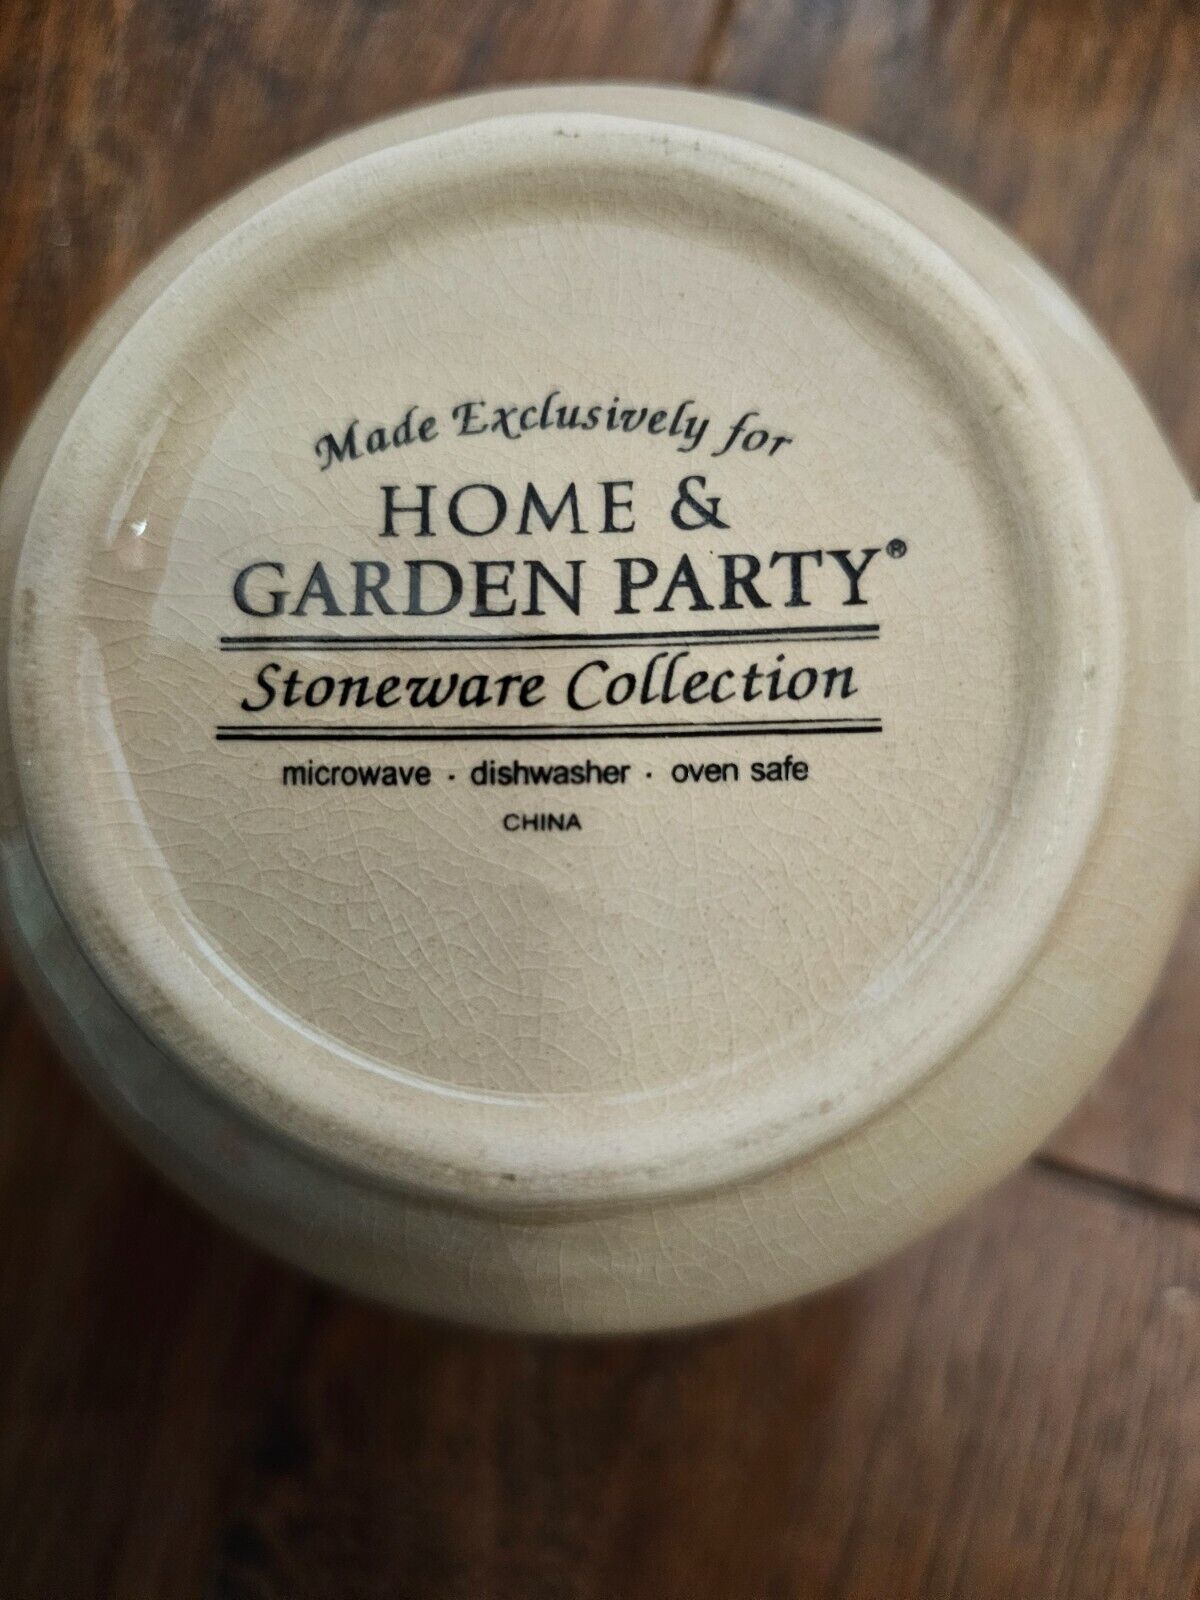 Made Exclusively for
HOME &
GARDEN PARTY®
Stoneware Collection
microwave · dishwasher · oven safe
CHINA